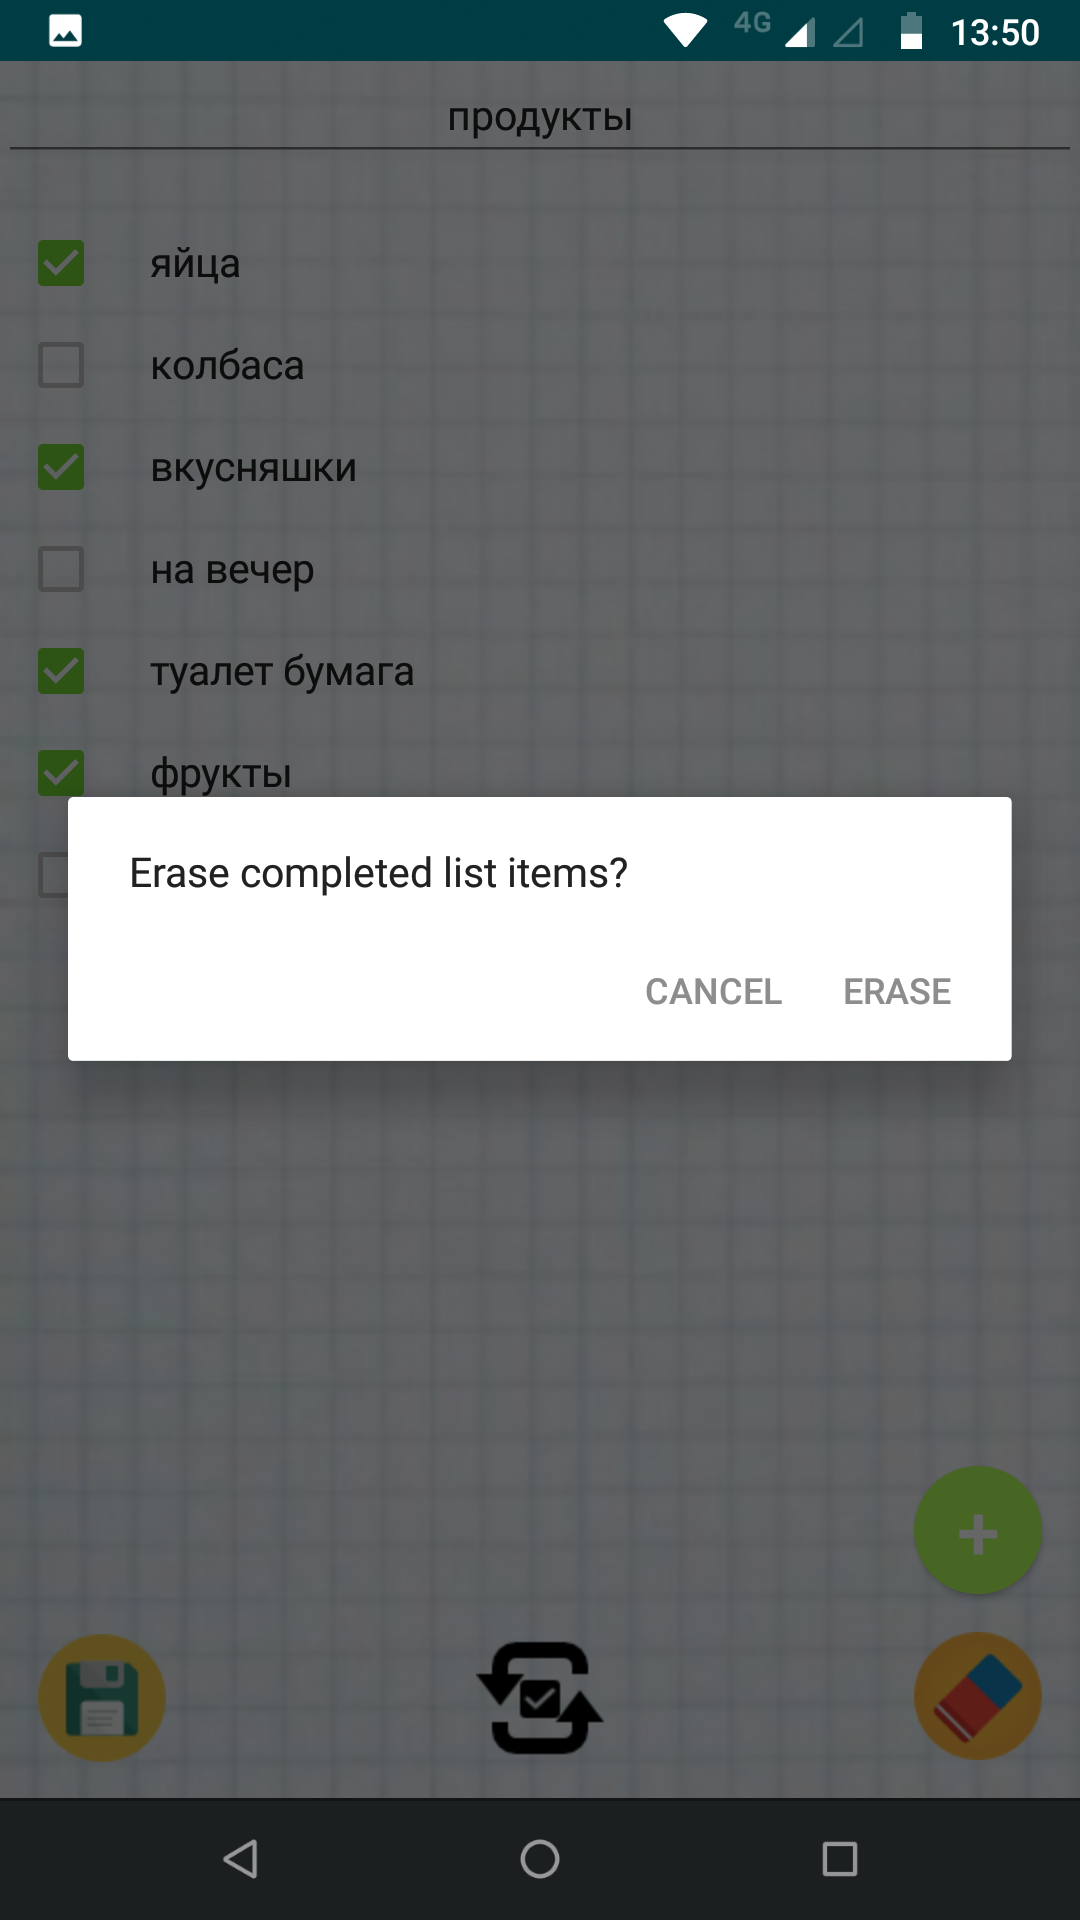 4G 13:50
продукты
яйца
колбаса
вкусняшки
на вечер
туалет бумага
фрукты
Erase completed list items?
CANCEL ERASE